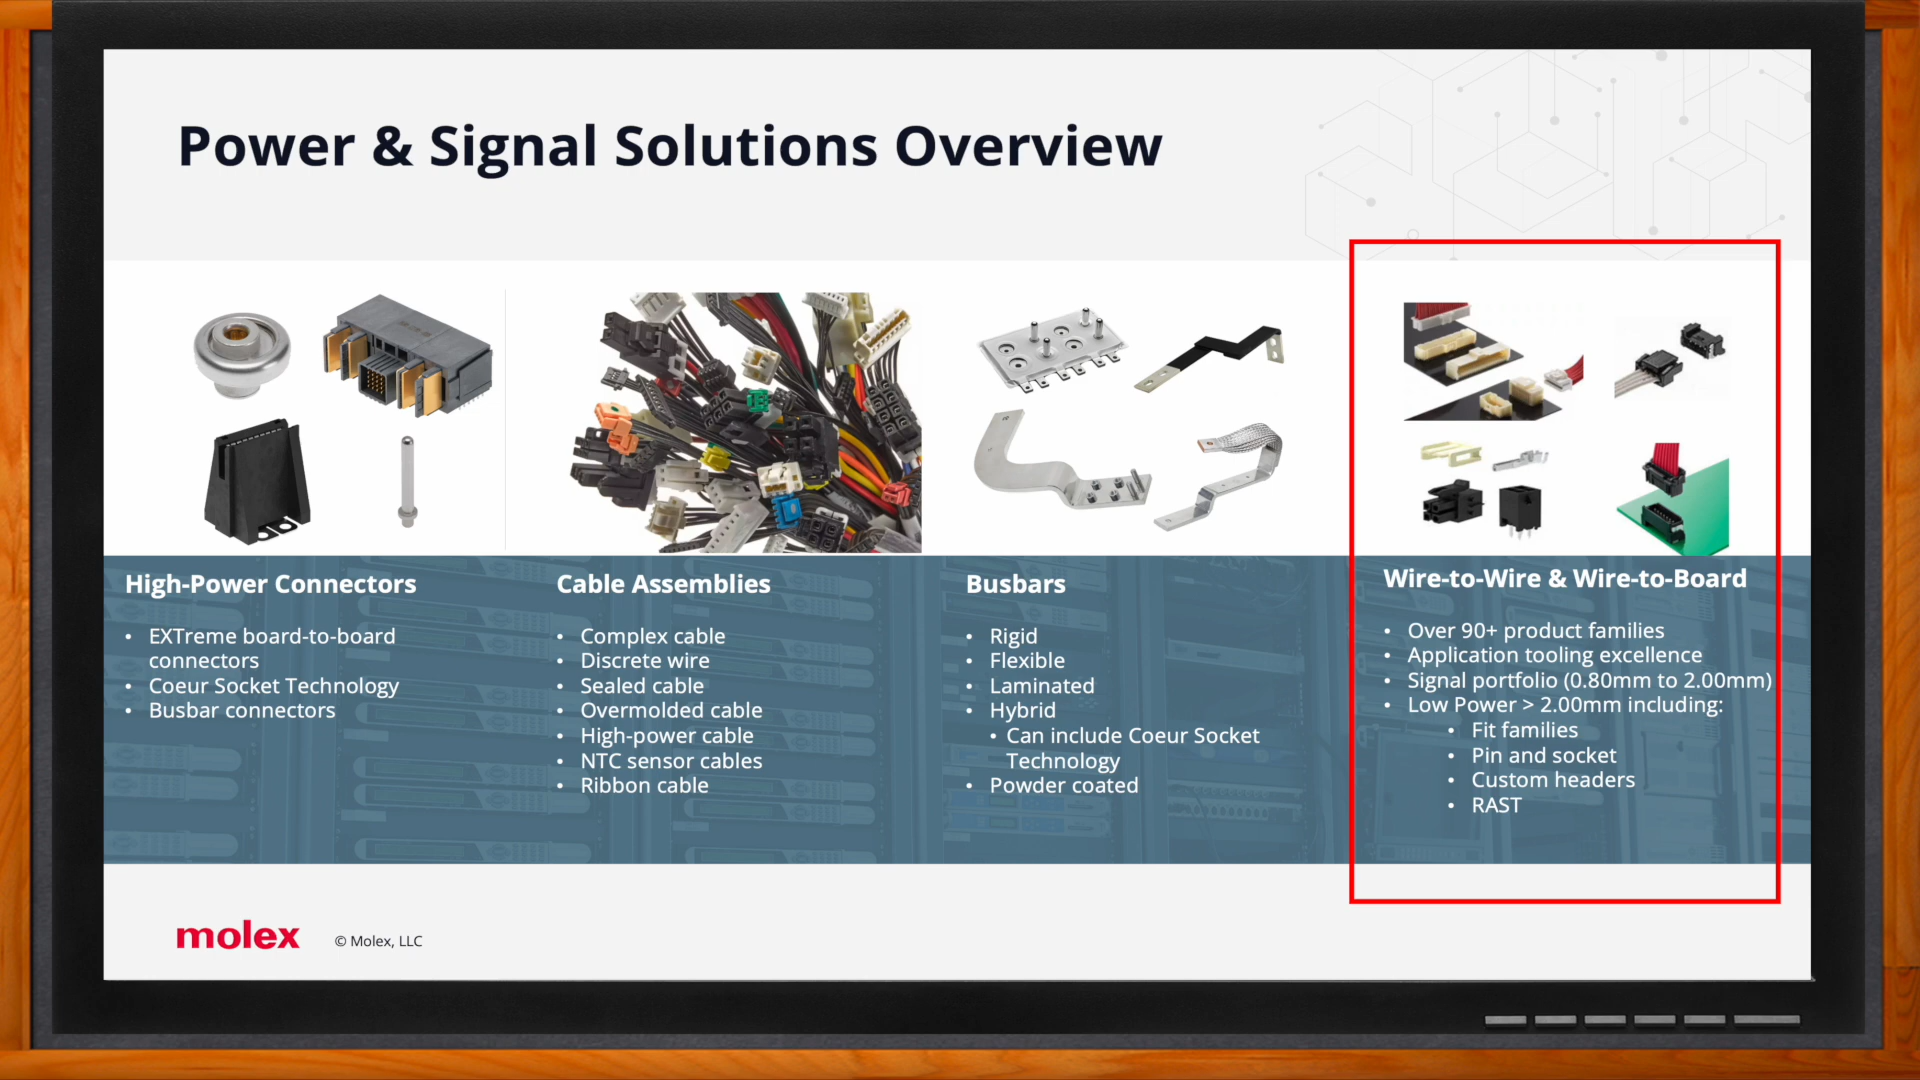 Power & Signal Solutions Overview
High-Power Connectors
• EXTreme board-to-board
connectors
• Coeur Socket Technology
• Busbar connectors
Cable Assemblies
• Complex cable
• Discrete wire
• Sealed cable
• Overmolded cable
• High-power cable
• NTC sensor cables
• Ribbon cable
Busbars
• Rigid
• Flexible
• Laminated
• Hybrid
• Can include Coeur Socket
Technology
• Powder coated
Wire-to-Wire & Wire-to-Board
• Over 90+ product families
• Application tooling excellence
• Signal portfolio (0.80mm to 2.00mm)
• Low Power > 2.00mm including:
• Fit families
• Pin and socket
• Custom headers
• RAST
molex
© Molex, LLC